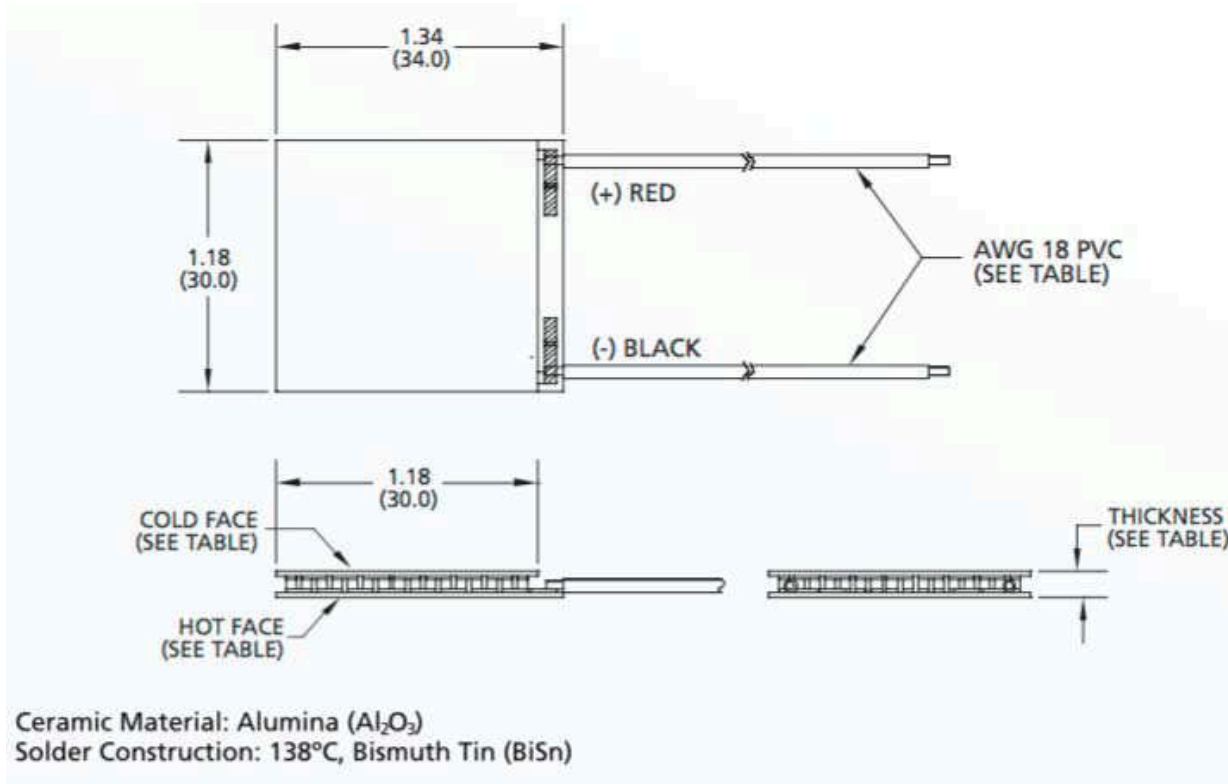 1.34
(34.0)
1.18
(30.0)
(+) RED
AWG 18 PVC
(SEE TABLE)
(-) BLACK
1.18
(30.0)
COLD FACE
(SEE TABLE)
THICKNESS
(SEE TABLE)
HOT FACE
(SEE TABLE)
Ceramic Material: Alumina (Al₂O₃)
Solder Construction: 138°C, Bismuth Tin (BiSn)